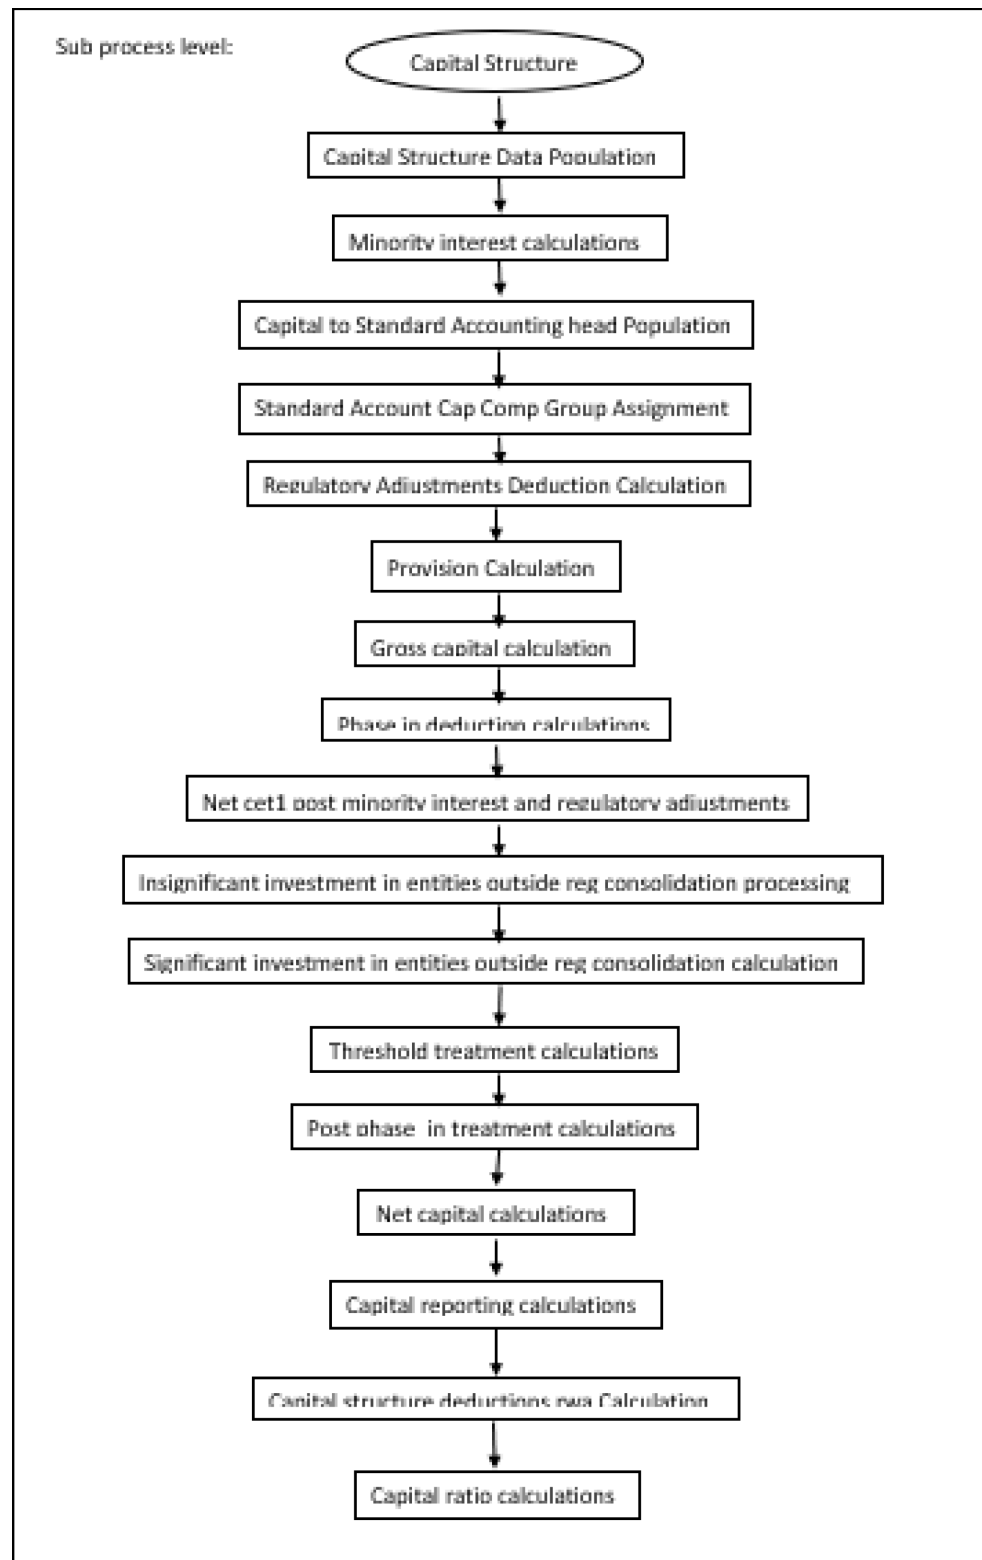 Sub process level:
Capital Structure
Capital Structure Data Population
Minority interest calculations
Capital to Standard Accounting head Population
Standard Account Cap Comp Group Assignment
Regulatory Adjustments Deduction Calculation
Provision Calculation
Gross capital calculation
Phase in deduction calculations
Net cet1 post minority interest and regulatory adjustments
Insignificant investment in entities outside reg consolidation processing
Significant investment in entities outside reg consolidation calculation
Threshold treatment calculations
Post phase in treatment calculations
Net capital calculations
Capital reporting calculations
Capital structure deductions rwa Calculation
Capital ratio calculations